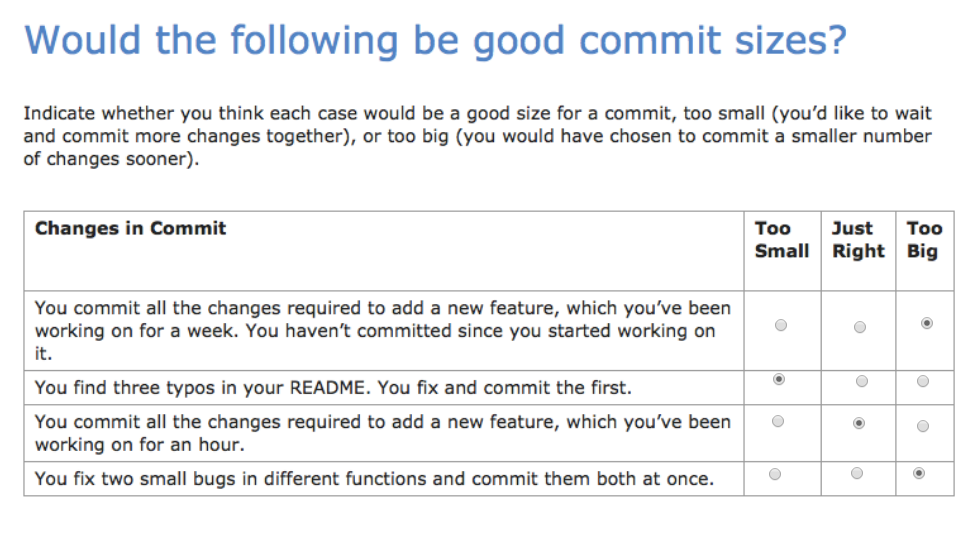 Would the following be good commit sizes?
Indicate whether you think each case would be a good size for a commit, too small (you’d like to wait
and commit more changes together), or too big (you would have chosen to commit a smaller number
of changes sooner).
Changes in Commit
Too
Small
Just
Right
Too
Big
You commit all the changes required to add a new feature, which you’ve been
working on for a week. You haven’t committed since you started working on
it.
You find three typos in your README. You fix and commit the first.
You commit all the changes required to add a new feature, which you’ve been
working on for an hour.
You fix two small bugs in different functions and commit them both at once.